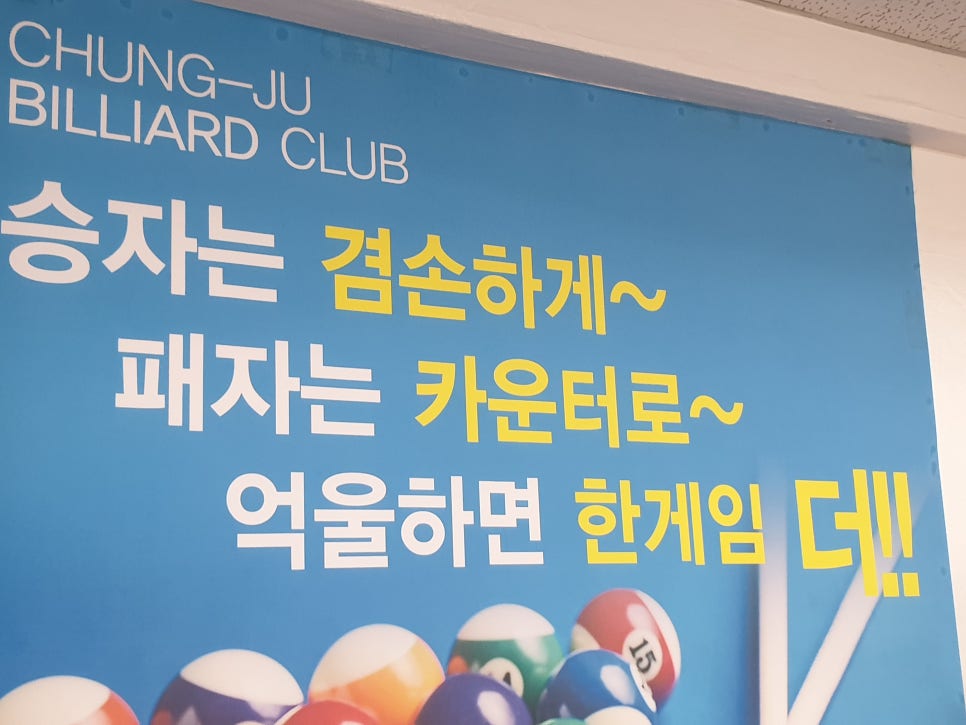 CHUNG-JU
BILLIARD CLUB
승자는 겸손하게~
패자는 카운터로~
억울하면 한게임 더!!!
15